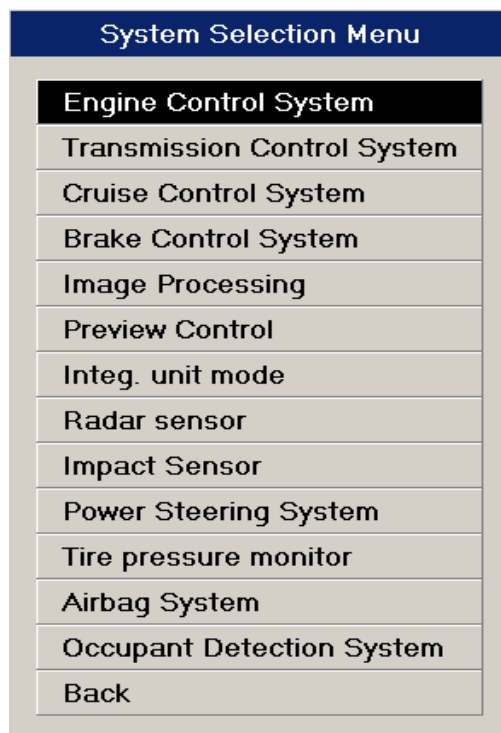 System Selection Menu
Engine Control System
Transmission Control System
Cruise Control System
Brake Control System
Image Processing
Preview Control
Integ. unit mode
Radar sensor
Impact Sensor
Power Steering System
Tire pressure monitor
Airbag System
Occupant Detection System
Back